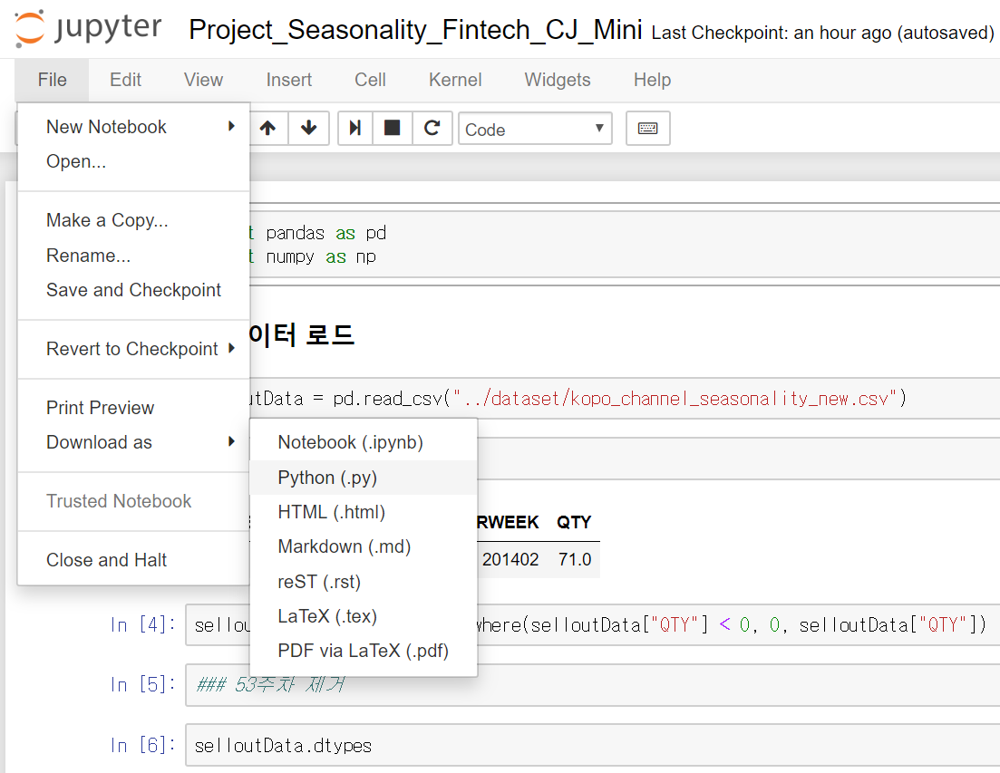 jupyter Project_Seasonality_Fintech_CJ_Mini Last Checkpoint: an hour ago (autosaved)
File Edit View Insert Cell Kernel Widgets Help
Code
New Notebook
Open...
Make a Copy...
Rename...
Save and Checkpoint
Revert to Checkpoint
Print Preview
Download as
Trusted Notebook
Close and Halt
Notebook (.ipynb)
Python (.py)
HTML (.html)
Markdown (.md)
reST (.rst)
LaTeX (.tex)
PDF via LaTeX (.pdf)
t pandas as pd
t numpy as np
이터 로드
utData = pd.read_csv("../dataset/kopo_channel_seasonality_new.csv")
RWEEK QTY
201402 71.0
In [4]: sellou where(selloutData["QTY"] < 0, 0, selloutData["QTY"])
In [5]: ### 53주차 제거
In [6]: selloutData.dtypes